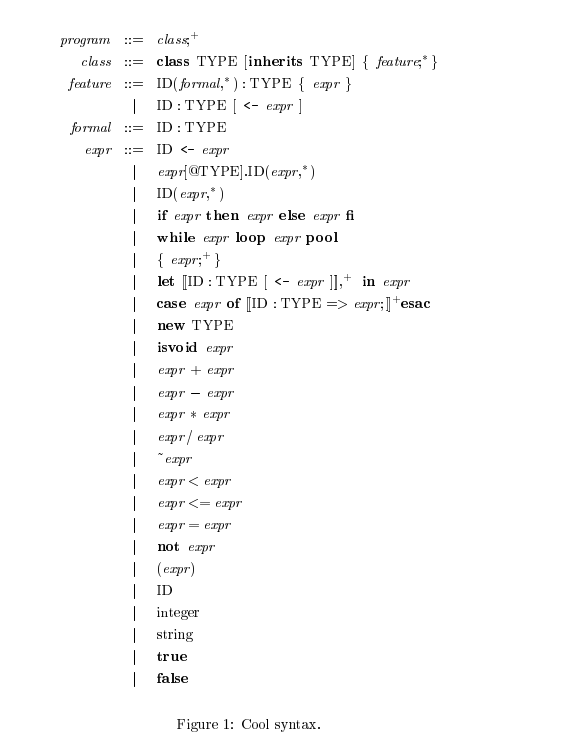 program ::= class;+
class ::= class TYPE [inherits TYPE] { feature;* }
feature ::= ID(formal,* ) : TYPE { expr }
| ID : TYPE [ <- expr ]
formal ::= ID : TYPE
expr ::= ID <- expr
| expr[@TYPE].ID(expr,* )
| ID(expr,* )
| if expr then expr else expr fi
| while expr loop expr pool
| { expr;+ }
| let ⟦ID : TYPE [ <- expr ]⟧,+ in expr
| case expr of ⟦ID : TYPE => expr;⟧+esac
| new TYPE
| isvoid expr
| expr + expr
| expr − expr
| expr ∗ expr
| expr / expr
| ˜expr
| expr < expr
| expr <= expr
| expr = expr
| not expr
| (expr)
| ID
| integer
| string
| true
| false
Figure 1: Cool syntax.